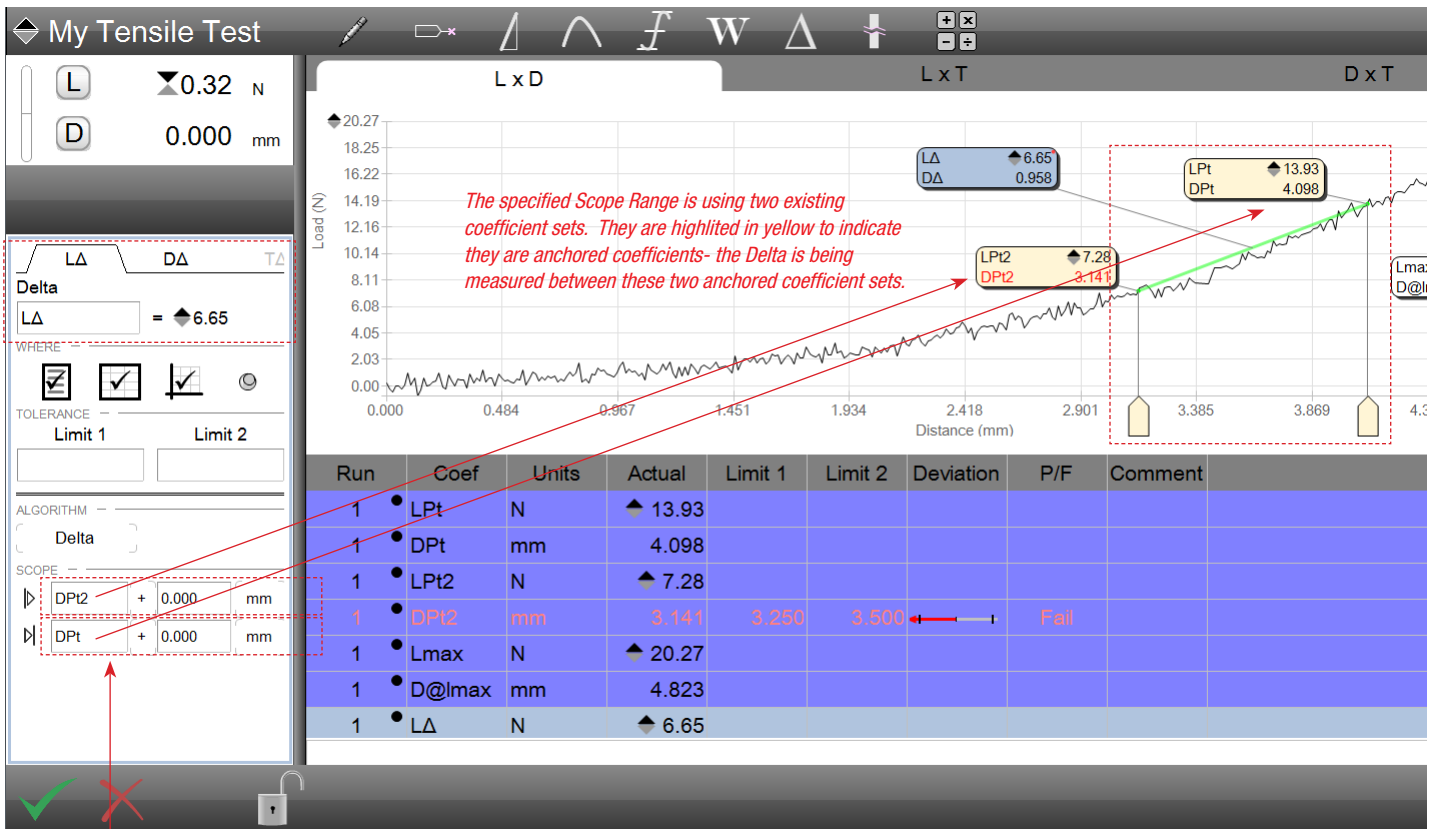 My Tensile Test
W
L 0.32 N
D 0.000 mm
L x D L x T D x T
LΔ DΔ TΔ
Delta
LΔ = 6.65
WHERE
TOLERANCE
Limit 1 Limit 2
ALGORITHM
Delta
SCOPE
DPt2 + 0.000 mm
DPt + 0.000 mm
Load (N)
20.27
18.25
16.22
14.19
12.16
10.14
8.11
6.08
4.05
2.03
0.00
0.000 0.484 0.967 1.451 1.934 2.418 2.901 3.385 3.869 4.3
Distance (mm)
The specified Scope Range is using two existing
coefficient sets. They are highlited in yellow to indicate
they are anchored coefficients- the Delta is being
measured between these two anchored coefficient sets.
LΔ 6.65
DΔ 0.958
LPt 13.93
DPt 4.098
LPt2 7.28
DPt2 3.141
Lmax
D@l
Run Coef Units Actual Limit 1 Limit 2 Deviation P/F Comment
1 LPt N 13.93
1 DPt mm 4.098
1 LPt2 N 7.28
1 DPt2 mm 3.141 3.250 3.500 Fail
1 Lmax N 20.27
1 D@lmax mm 4.823
1 LΔ N 6.65